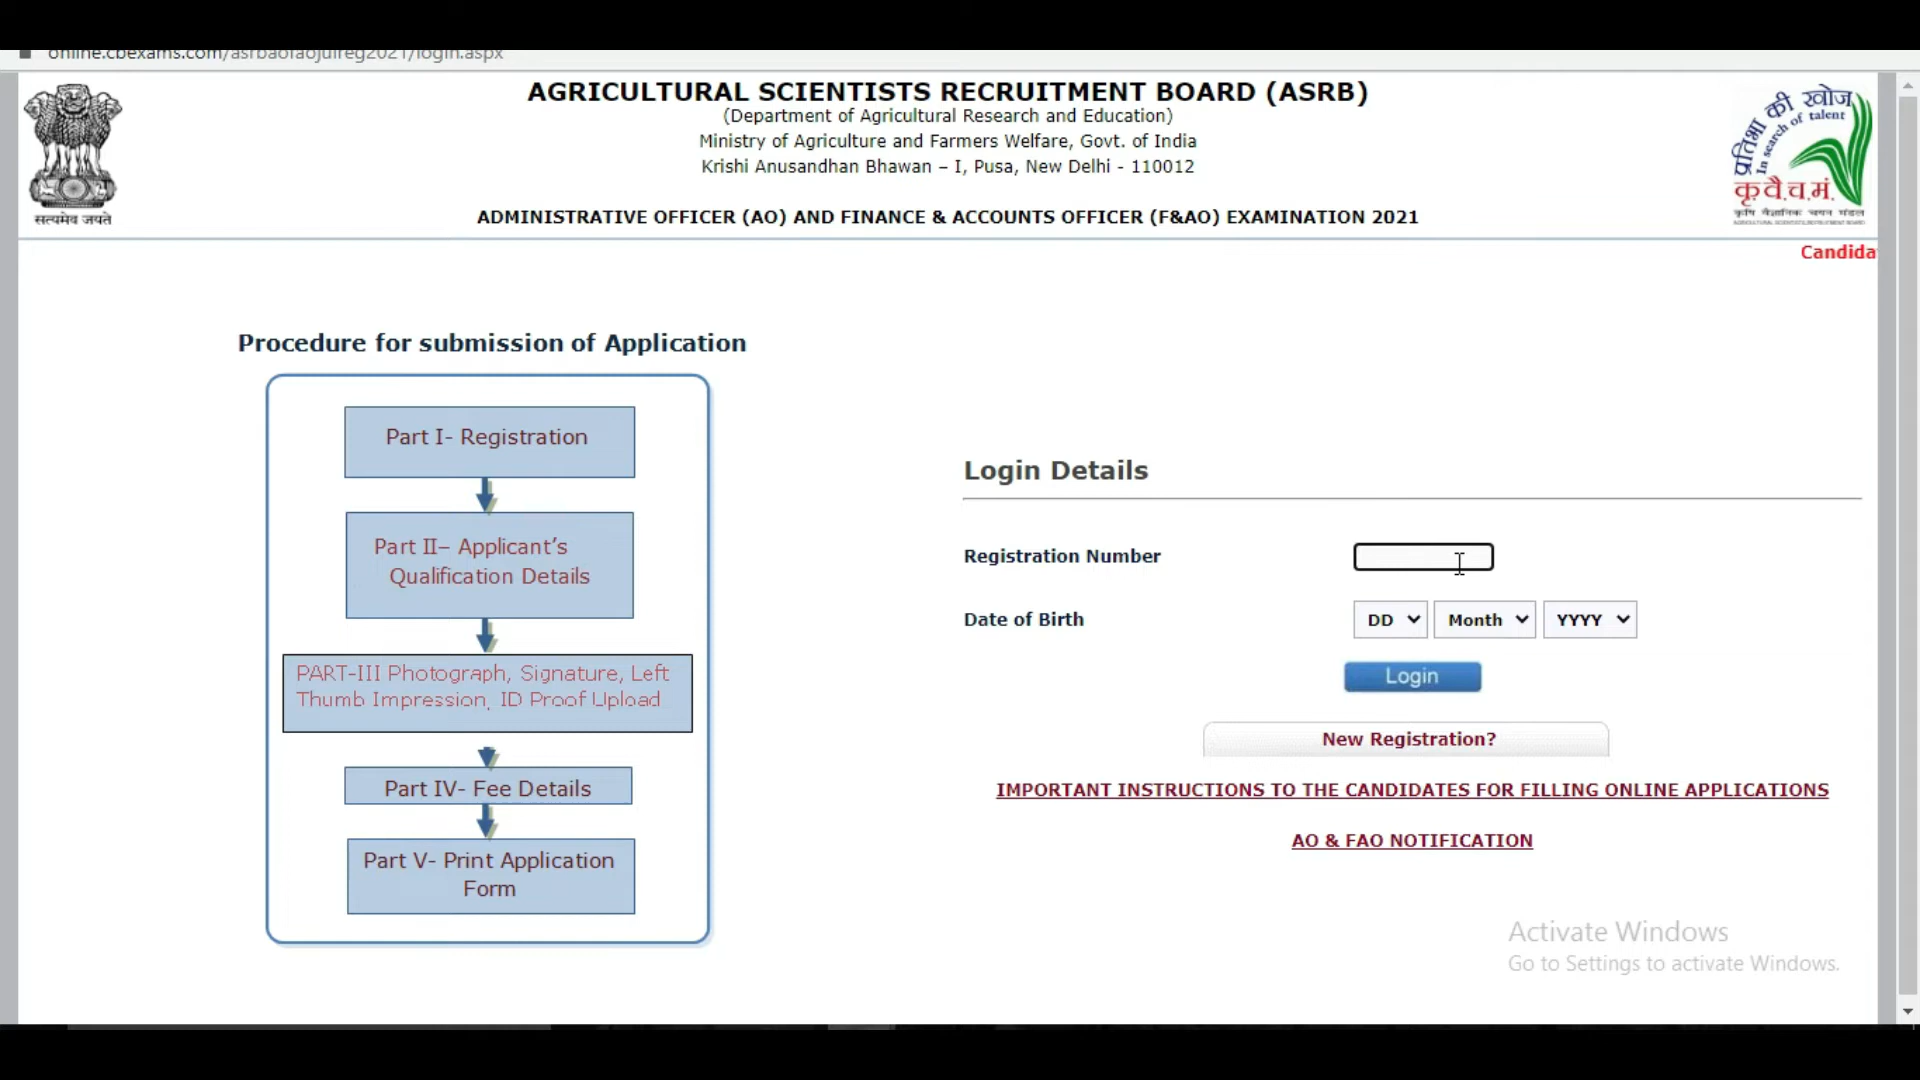 online.cbexams.com/asrbaofaojulreg2021/login.aspx
AGRICULTURAL SCIENTISTS RECRUITMENT BOARD (ASRB)
(Department of Agricultural Research and Education)
Ministry of Agriculture and Farmers Welfare, Govt. of India
Krishi Anusandhan Bhawan – I, Pusa, New Delhi - 110012
ADMINISTRATIVE OFFICER (AO) AND FINANCE & ACCOUNTS OFFICER (F&AO) EXAMINATION 2021
सत्यमेव जयते
प्रतिभा की खोज
In search of talent
कृ.वै.च.मं.
कृषि वैज्ञानिक चयन मंडल
AGRICULTURAL SCIENTISTS RECRUITMENT BOARD
Candida
Procedure for submission of Application
Part I- Registration
Part II– Applicant’s
Qualification Details
PART-III Photograph, Signature, Left
Thumb Impression, ID Proof Upload
Part IV- Fee Details
Part V- Print Application
Form
Login Details
Registration Number
Date of Birth
DD
Month
YYYY
Login
New Registration?
IMPORTANT INSTRUCTIONS TO THE CANDIDATES FOR FILLING ONLINE APPLICATIONS
AO & FAO NOTIFICATION
Activate Windows
Go to Settings to activate Windows.